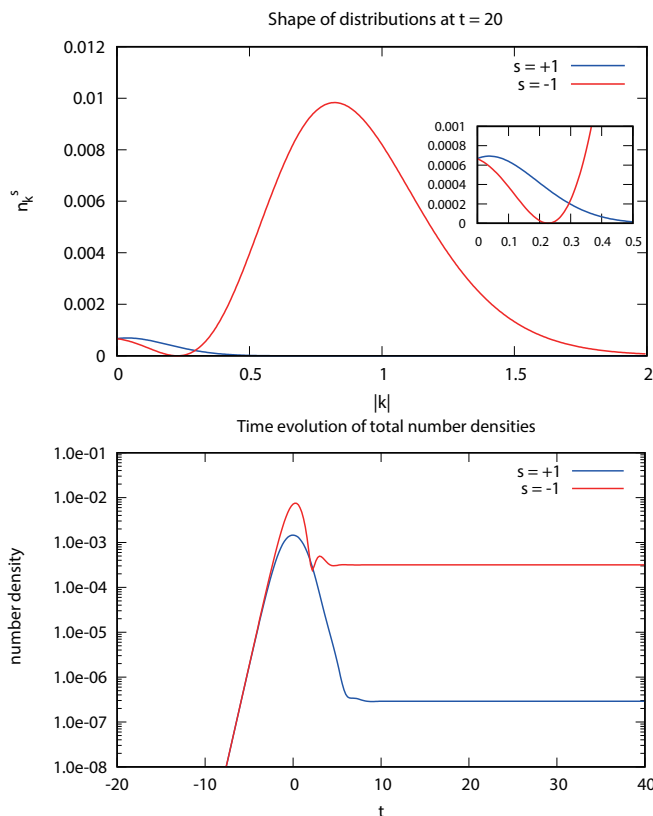 Shape of distributions at t = 20
0.012
0.01
0.008
0.006
0.004
0.002
0
n_k^s
s = +1
s = -1
0.001
0.0008
0.0006
0.0004
0.0002
0
0 0.1 0.2 0.3 0.4 0.5
0 0.5 1 1.5 2
|k|
Time evolution of total number densities
1.0e-01
1.0e-02
1.0e-03
1.0e-04
1.0e-05
1.0e-06
1.0e-07
1.0e-08
number density
s = +1
s = -1
-20 -10 0 10 20 30 40
t